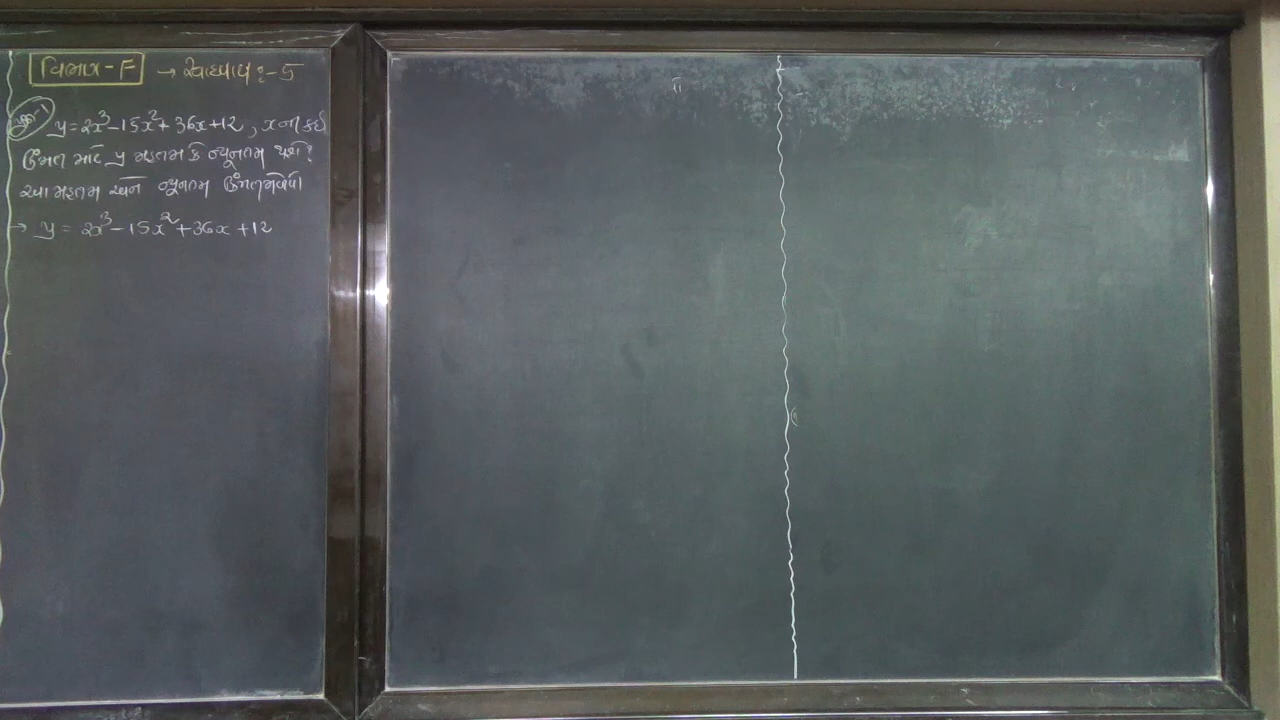 વિભાગ-F → સ્વાધ્યાય :- 5
y = 2x³-15x²+36x+12, x ની કઈ
કિંમત માટે y મહત્તમ કે ન્યૂનતમ થશે?
આ મહત્તમ અને ન્યૂનતમ કિંમત મેળવો
→ y = 2x³-15x²+36x+12